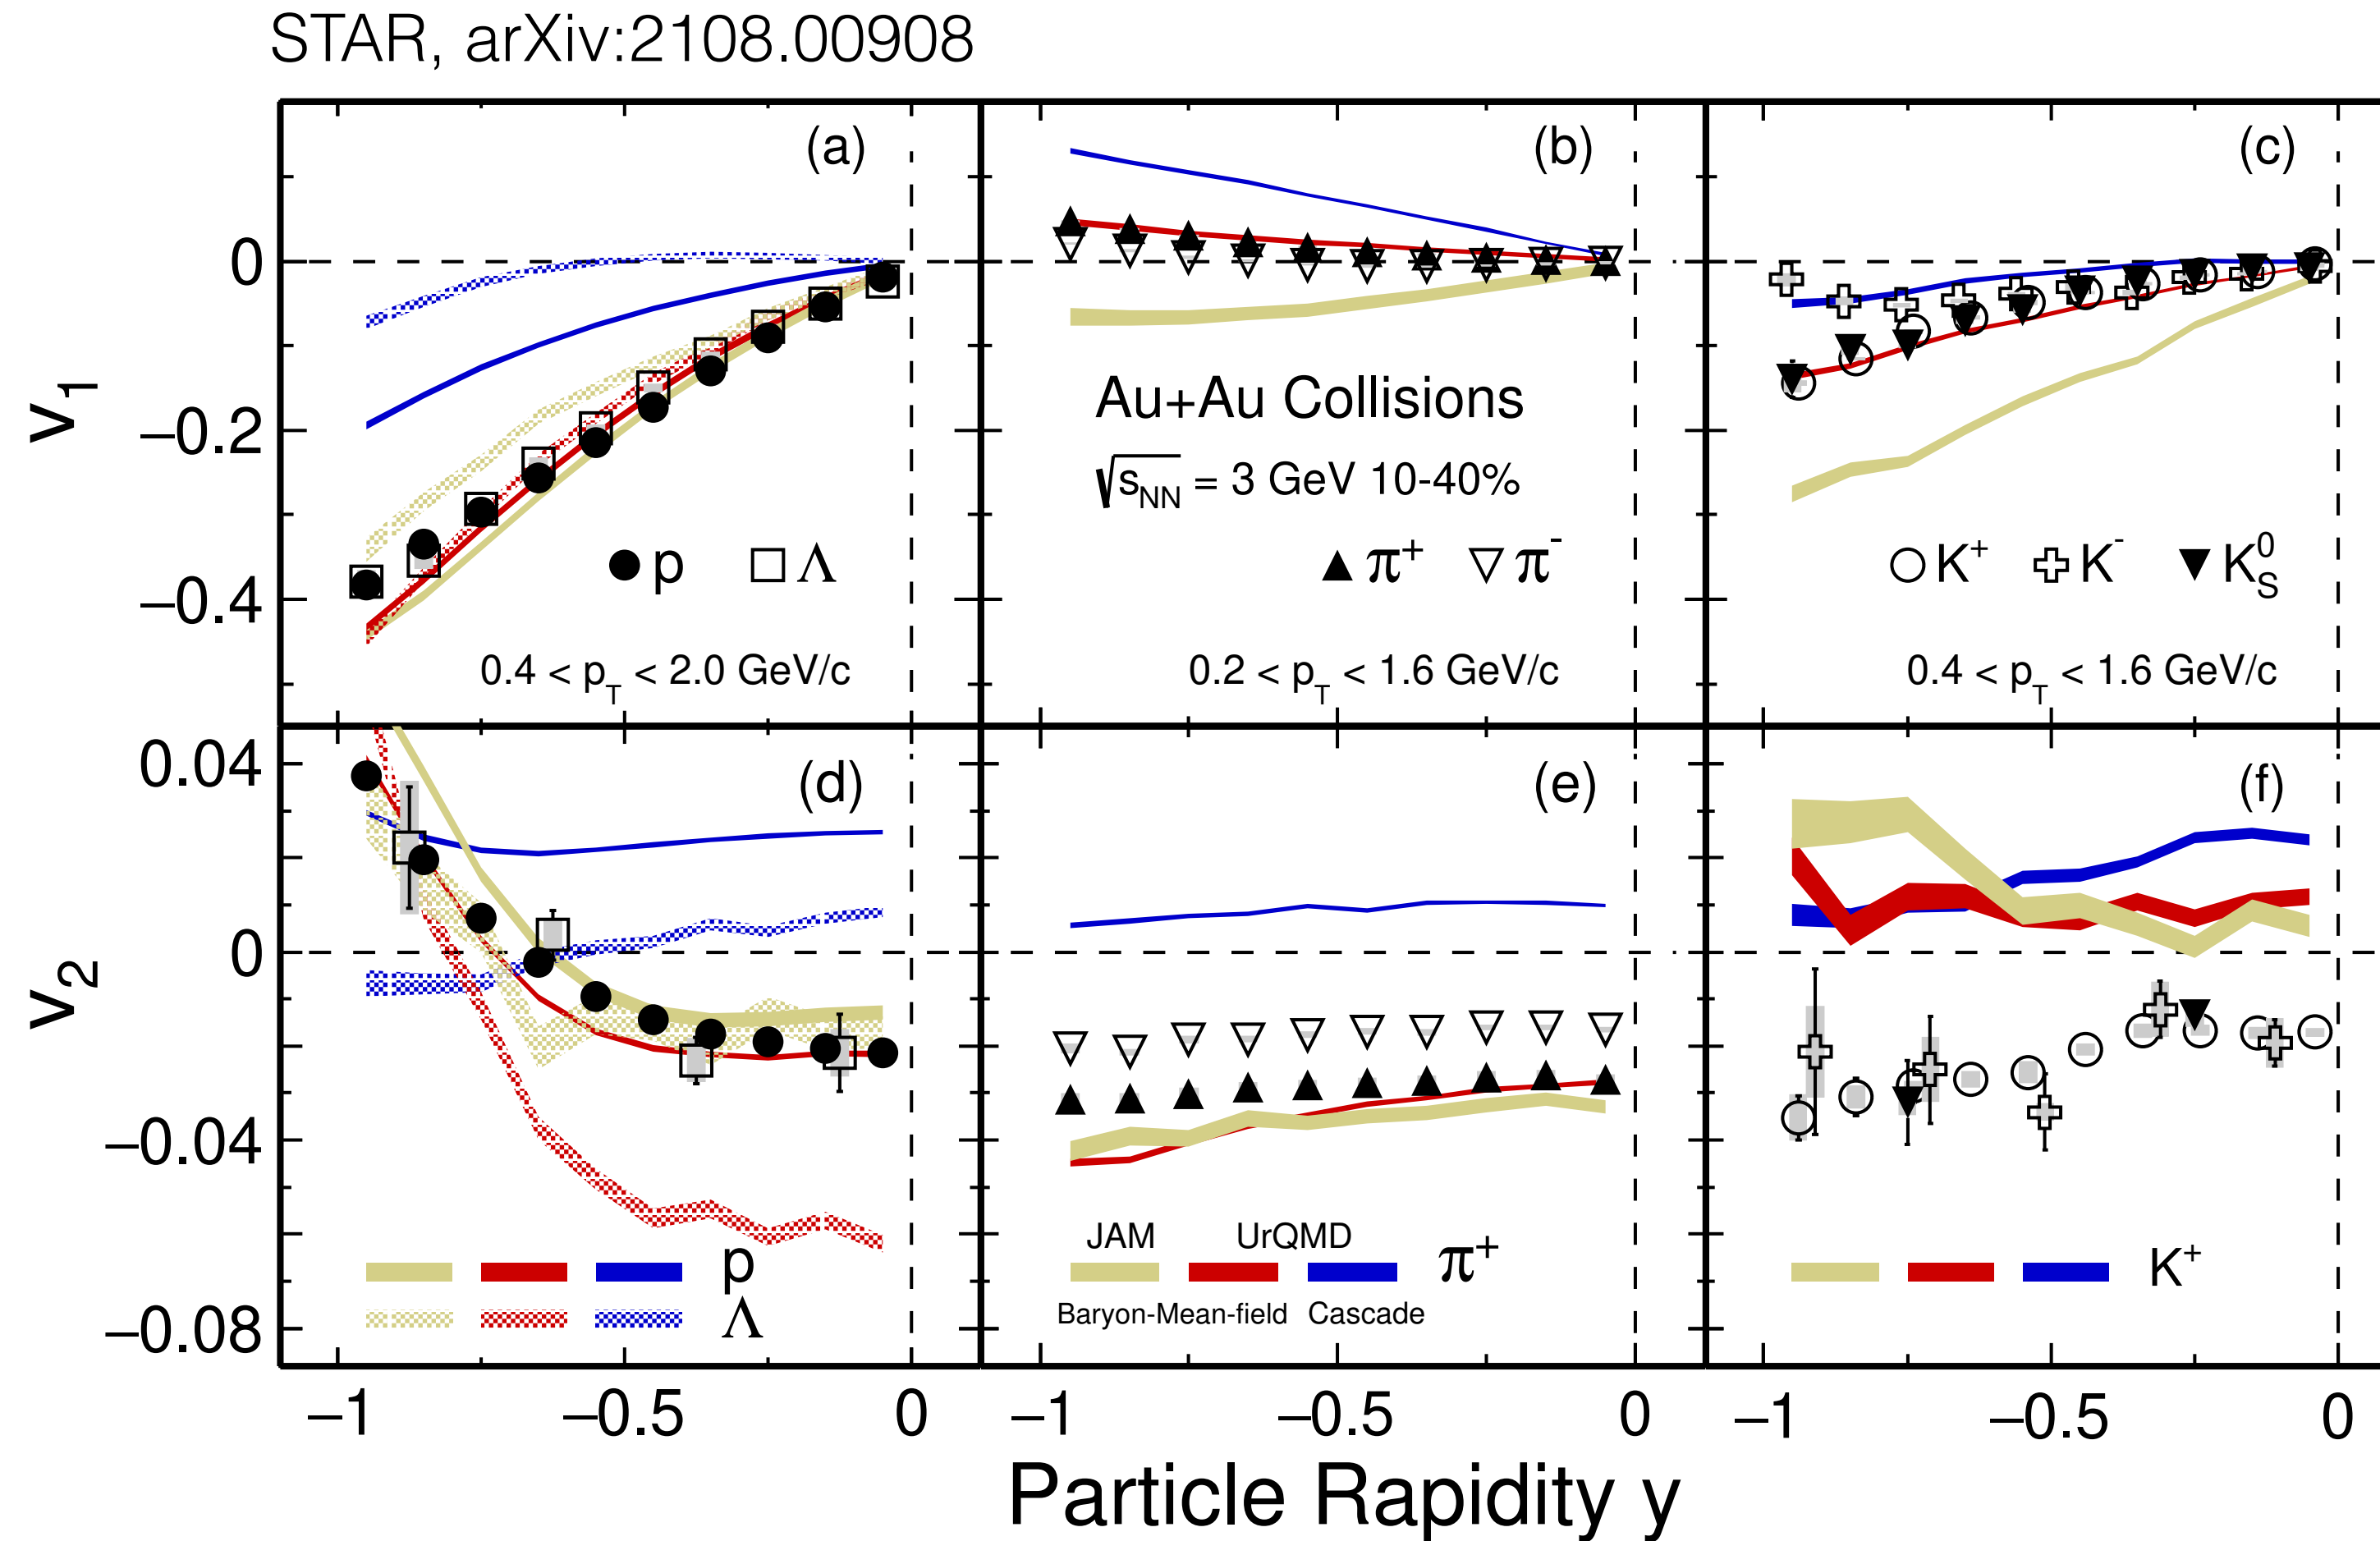 STAR, arXiv:2108.00908
(a) (b) (c)
v1
0
−0.2
−0.4
p Λ
0.4 < pT < 2.0 GeV/c
Au+Au Collisions
√sNN = 3 GeV 10-40%
π+ π-
0.2 < pT < 1.6 GeV/c
K+ K- K0S
0.4 < pT < 1.6 GeV/c
(d) (e) (f)
v2
0.04
0
−0.04
−0.08
p
Λ
JAM UrQMD
π+
Baryon-Mean-field Cascade
K+
−1 −0.5 0 −1 −0.5 0 −1 −0.5 0
Particle Rapidity y